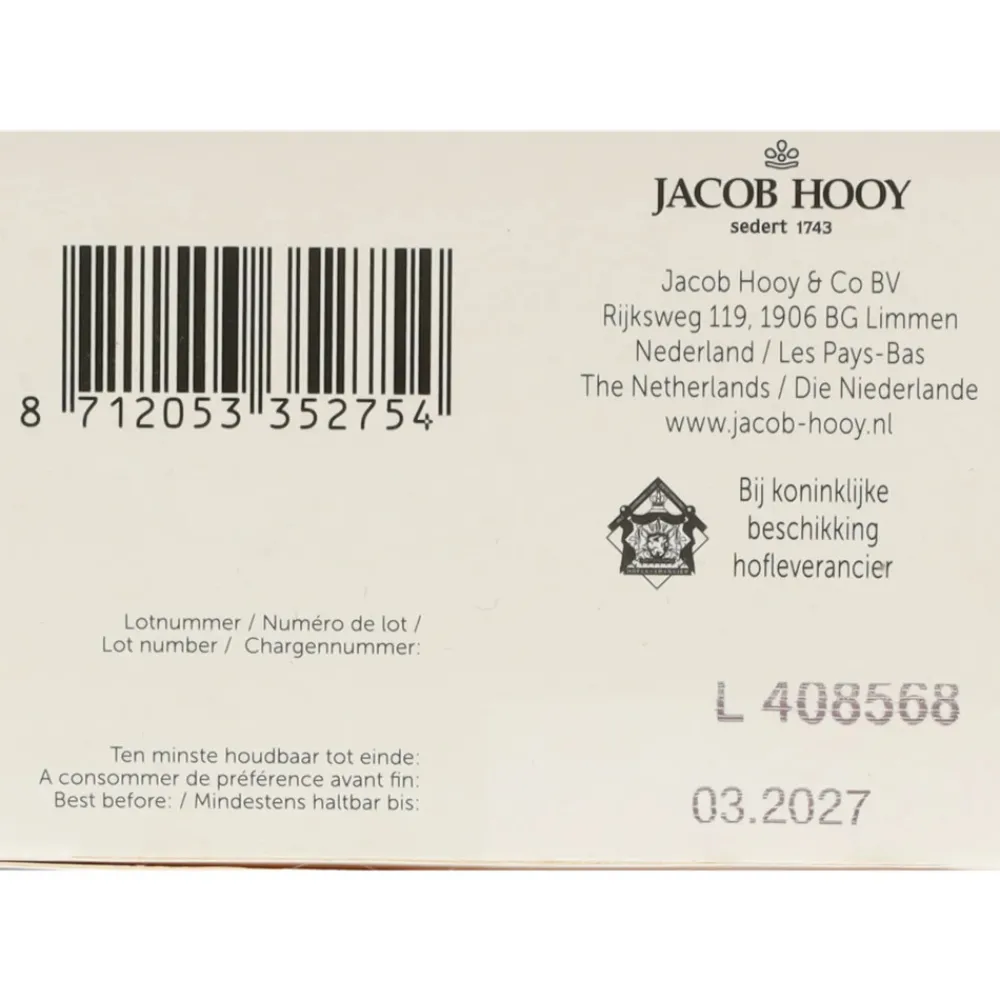 JACOB HOOY
sedert 1743
Jacob Hooy & Co BV
Rijksweg 119, 1906 BG Limmen
Nederland / Les Pays-Bas
The Netherlands / Die Niederlande
www.jacob-hooy.nl
8 712053 352754
Bij koninklijke
beschikking
hofleverancier
HOFLEVERANCIER
Lotnummer / Numéro de lot /
Lot number / Chargennummer:
L 408568
Ten minste houdbaar tot einde:
A consommer de préférence avant fin:
Best before: / Mindestens haltbar bis:
03.2027